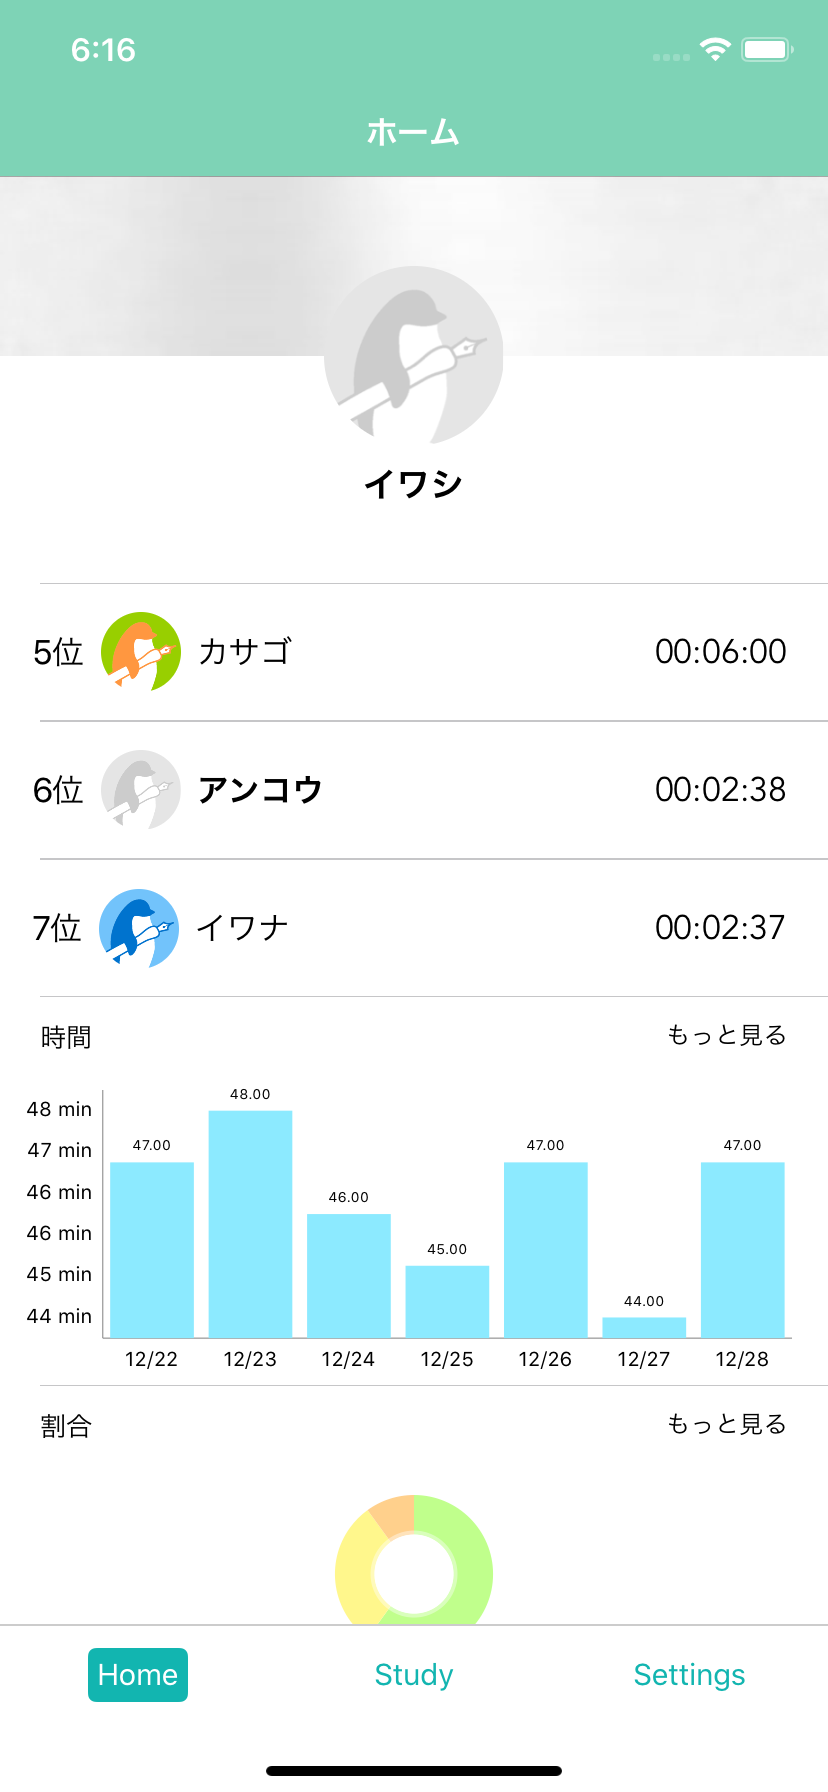 6:16
ホーム
イワシ
5位 カサゴ 00:06:00
6位 アンコウ 00:02:38
7位 イワナ 00:02:37
時間 もっと見る
48 min
47 min
46 min
46 min
45 min
44 min
47.00
48.00
46.00
45.00
47.00
44.00
47.00
12/22 12/23 12/24 12/25 12/26 12/27 12/28
割合 もっと見る
Home Study Settings